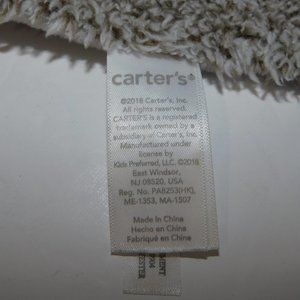 carter's®
©2018 Carter's, Inc.
All rights reserved.
CARTER'S is a registered
trademark owned by a
subsidiary of Carter's, Inc.
Manufactured under
license by
Kids Preferred, LLC. ©2018
East Windsor,
NJ 08520, USA
Reg. No. PA8253(HK),
ME-1353, MA-1507
Made in China
Hecho en China
Fabriqué en China